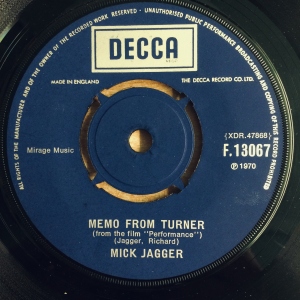 ALL RIGHTS OF THE MANUFACTURER AND OF THE OWNER OF THE RECORDED WORK RESERVED · UNAUTHORISED PUBLIC PERFORMANCE BROADCASTING AND COPYING OF THIS RECORD PROHIBITED
DECCA
MADE IN ENGLAND
THE DECCA RECORD CO. LTD.
(XDR.47868)
Mirage Music
F.13067
Ⓟ 1970
MEMO FROM TURNER
(from the film "Performance")
(Jagger, Richard)
MICK JAGGER